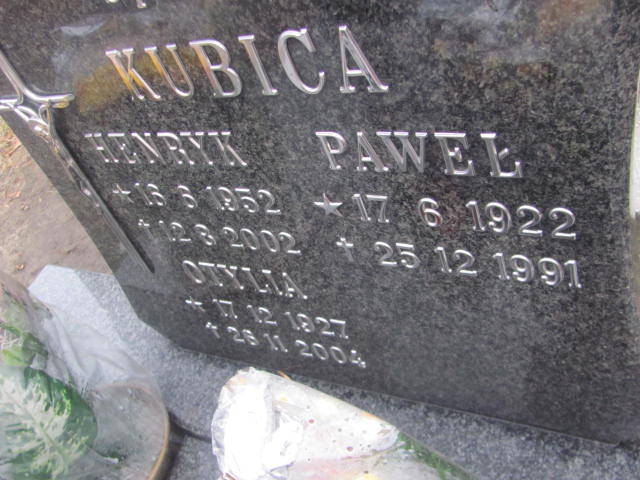 KUBICA
HENRYK
★ 16 6 1952
✝ 12 8 2002
PAWEŁ
★ 17 6 1922
✝ 25 12 1991
OTYLIA
★ 17 12 1927
✝ 28 11 2004